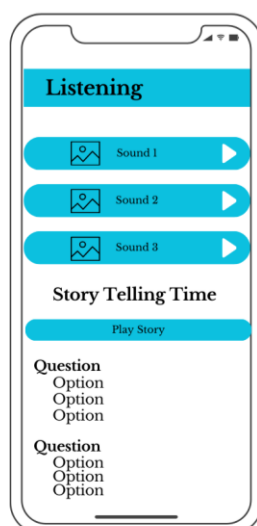 Listening
Sound 1
Sound 2
Sound 3
Story Telling Time
Play Story
Question
Option
Option
Option
Question
Option
Option
Option